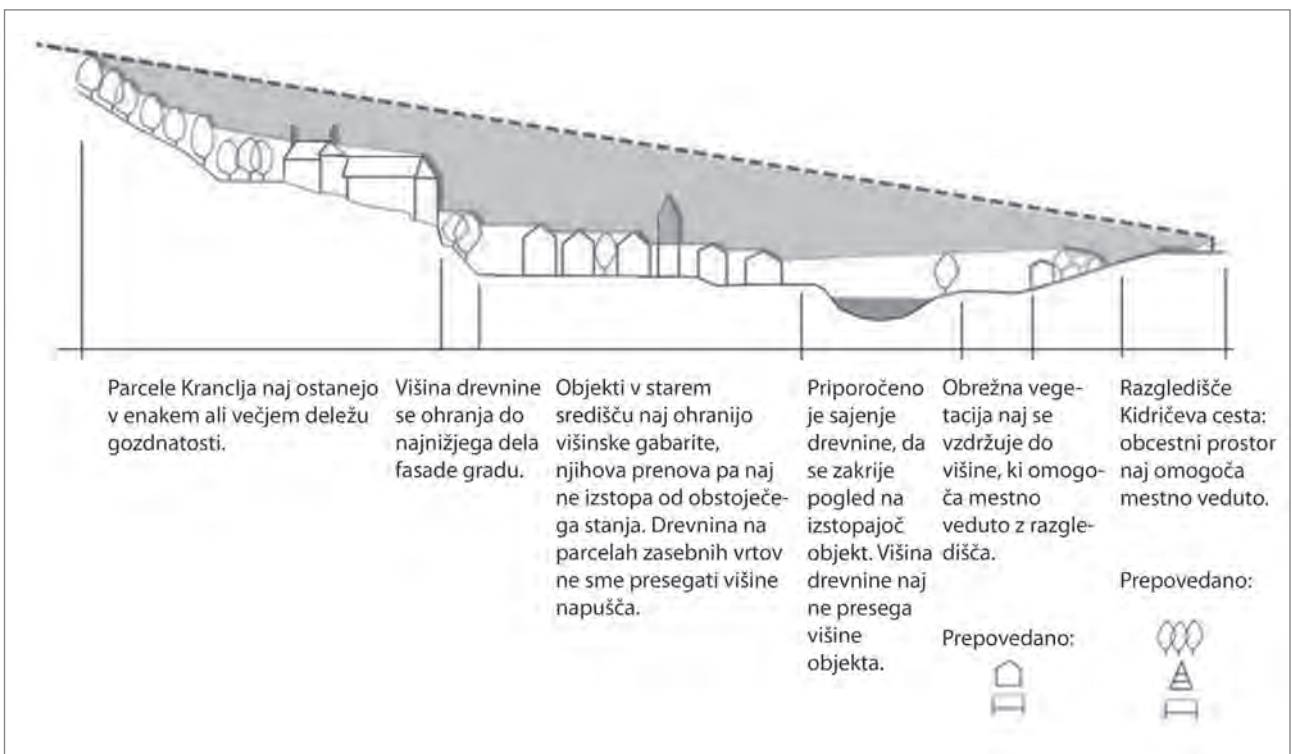 Parcele Kranclja naj ostanejo
v enakem ali večjem deležu
gozdnatosti.
Višina drevnine
se ohranja do
najnižjega dela
fasade gradu.
Objekti v starem
središču naj ohranijo
višinske gabarite,
njihova prenova pa naj
ne izstopa od obstoječe-
ga stanja. Drevnina na
parcelah zasebnih vrtov
ne sme presegati višine
napušča.
Priporočeno
je sajenje
drevnine, da
se zakrije
pogled na
izstopajoč
objekt. Višina
drevnine naj
ne presega
višine
objekta.
Obrežna vege-
tacija naj se
vzdržuje do
višine, ki omogo-
ča mestno
veduto z razgle-
dišča.
Prepovedano:
Razgledišče
Kidričeva cesta:
obcestni prostor
naj omogoča
mestno veduto.
Prepovedano: